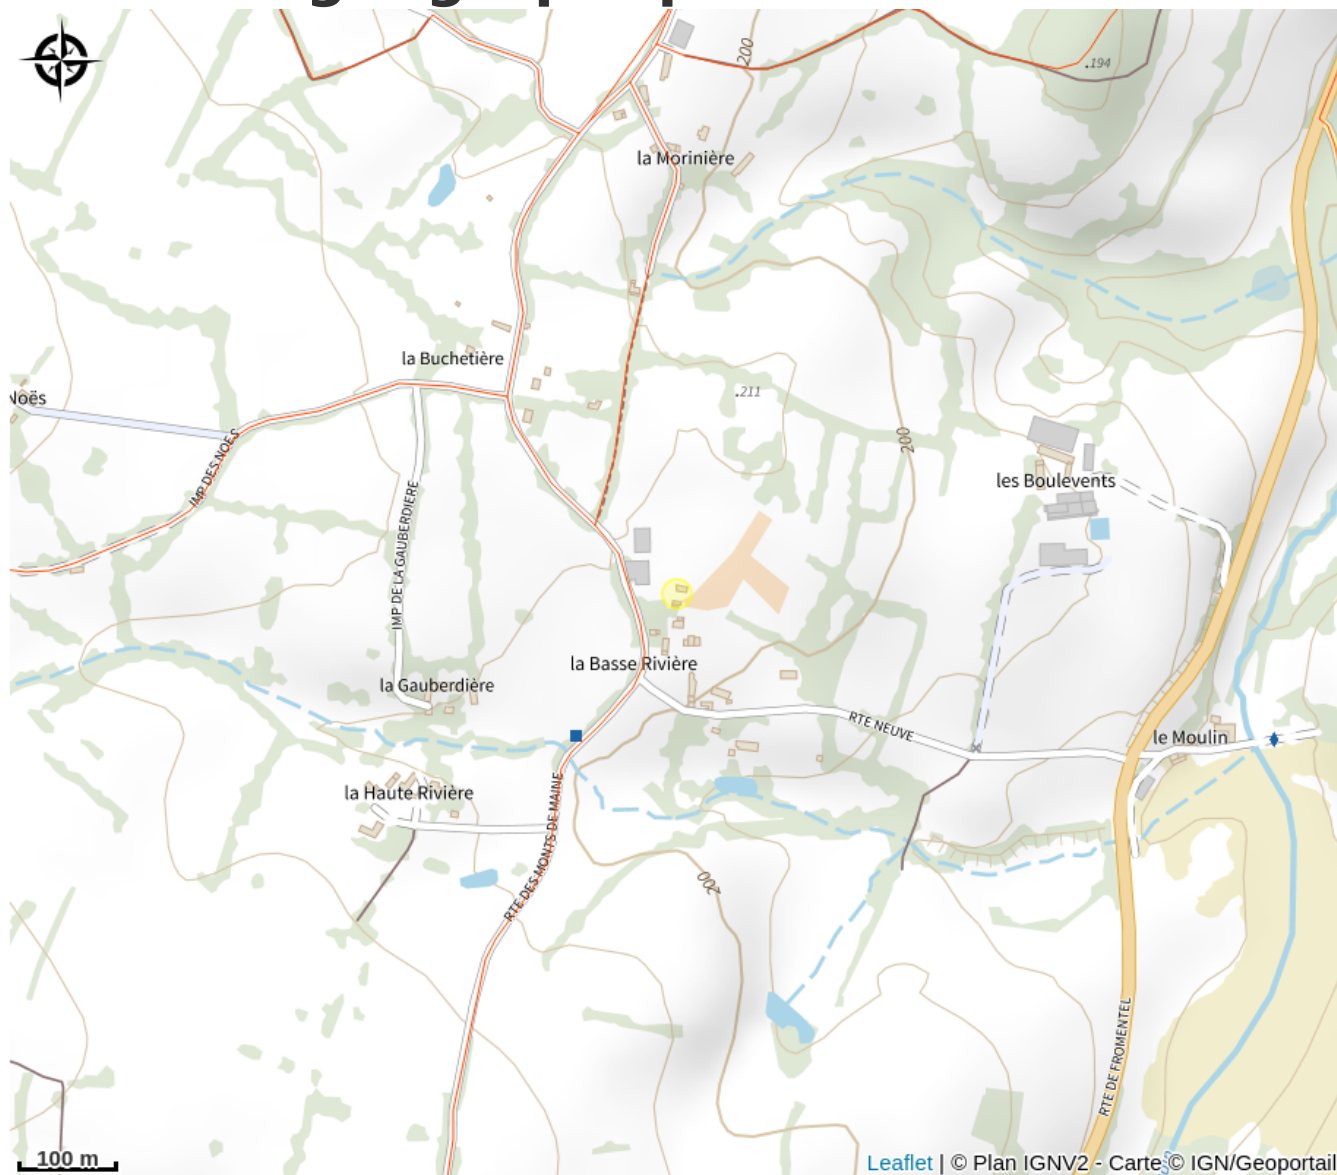 200
.194
la Morinière
la Buchetière
.211
Noës
IMP DES NOES
200
les Boulevents
IMP DE LA GAUBERDIERE
la Basse Rivière
la Gauberdière
RTE NEUVE
le Moulin
la Haute Rivière
RTE DES MONTS DE MAINE
200
RTE DE FROMENTEL
100 m
Leaflet | © Plan IGNV2 - Carte © IGN/Geoportail